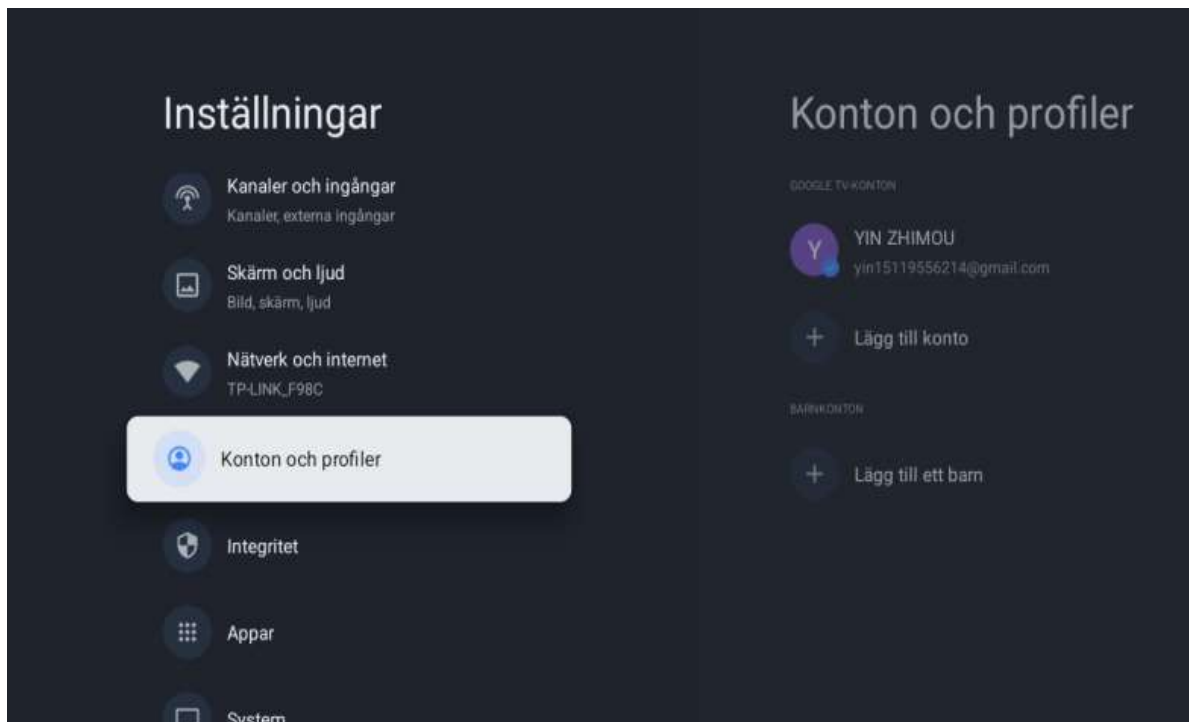 Inställningar
Kanaler och ingångar
Kanaler, externa ingångar
Skärm och ljud
Bild, skärm, ljud
Nätverk och internet
TP-LINK_F98C
Konton och profiler
Integritet
Appar
System
Konton och profiler
GOOGLE TV-KONTON
Y
YIN ZHIMOU
yin15119556214@gmail.com
Lägg till konto
BARNKONTON
Lägg till ett barn